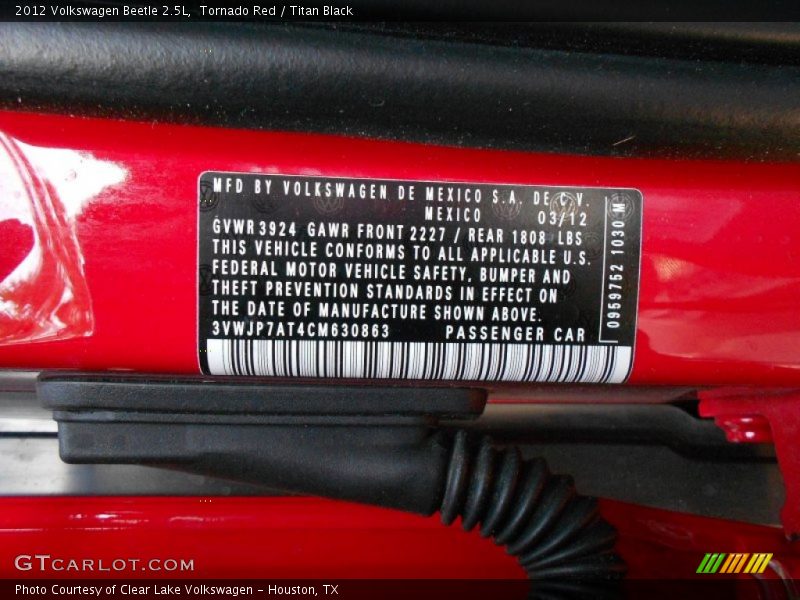 2012 Volkswagen Beetle 2.5L, Tornado Red / Titan Black
MFD BY VOLKSWAGEN DE MEXICO S.A. DE C.V.
MEXICO 03/12
GVWR 3924 GAWR FRONT 2227 / REAR 1808 LBS
THIS VEHICLE CONFORMS TO ALL APPLICABLE U.S.
FEDERAL MOTOR VEHICLE SAFETY, BUMPER AND
THEFT PREVENTION STANDARDS IN EFFECT ON
THE DATE OF MANUFACTURE SHOWN ABOVE.
3VWJP7AT4CM630863 PASSENGER CAR
0959752 1030 M
GTCARLOT.COM
Photo Courtesy of Clear Lake Volkswagen - Houston, TX